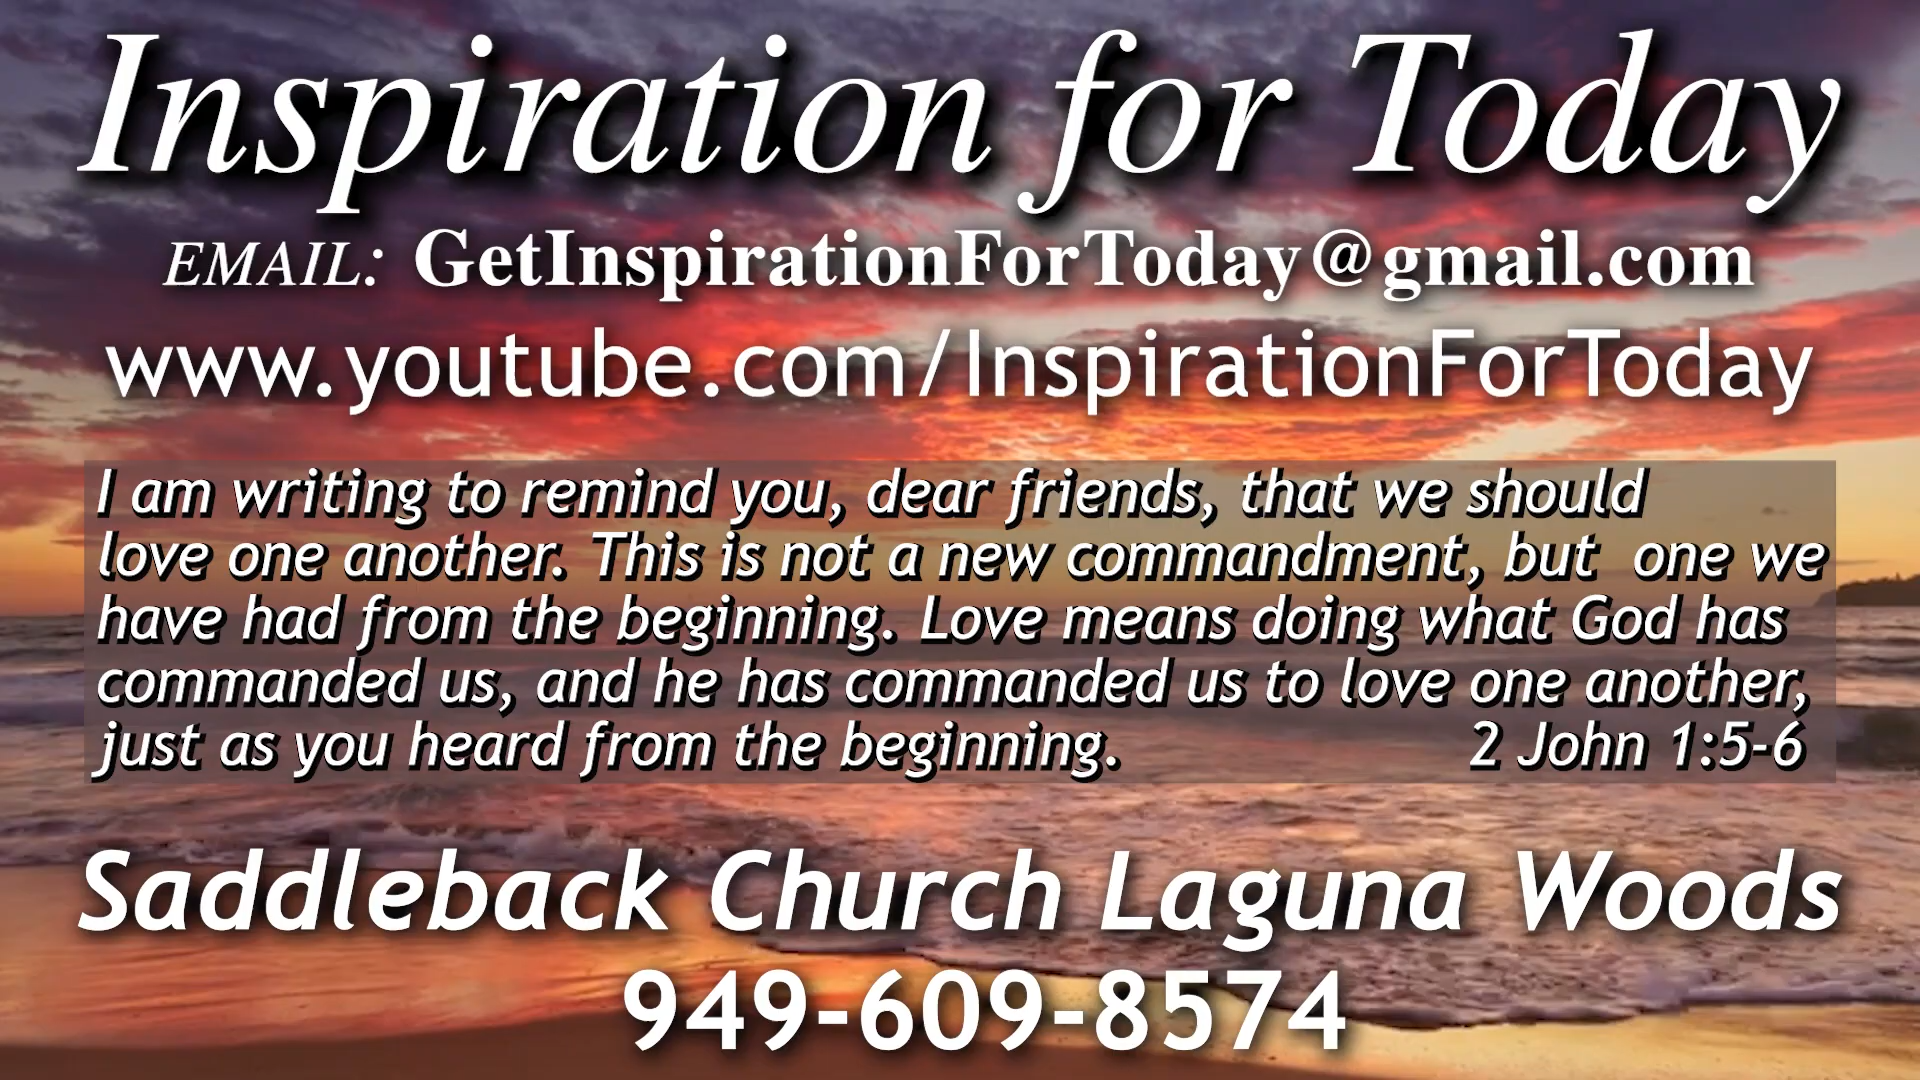 Inspiration for Today
EMAIL: GetInspirationForToday@gmail.com
www.youtube.com/InspirationForToday
I am writing to remind you, dear friends, that we should
love one another. This is not a new commandment, but  one we
have had from the beginning. Love means doing what God has
commanded us, and he has commanded us to love one another,
just as you heard from the beginning. 2 John 1:5-6
Saddleback Church Laguna Woods
949-609-8574